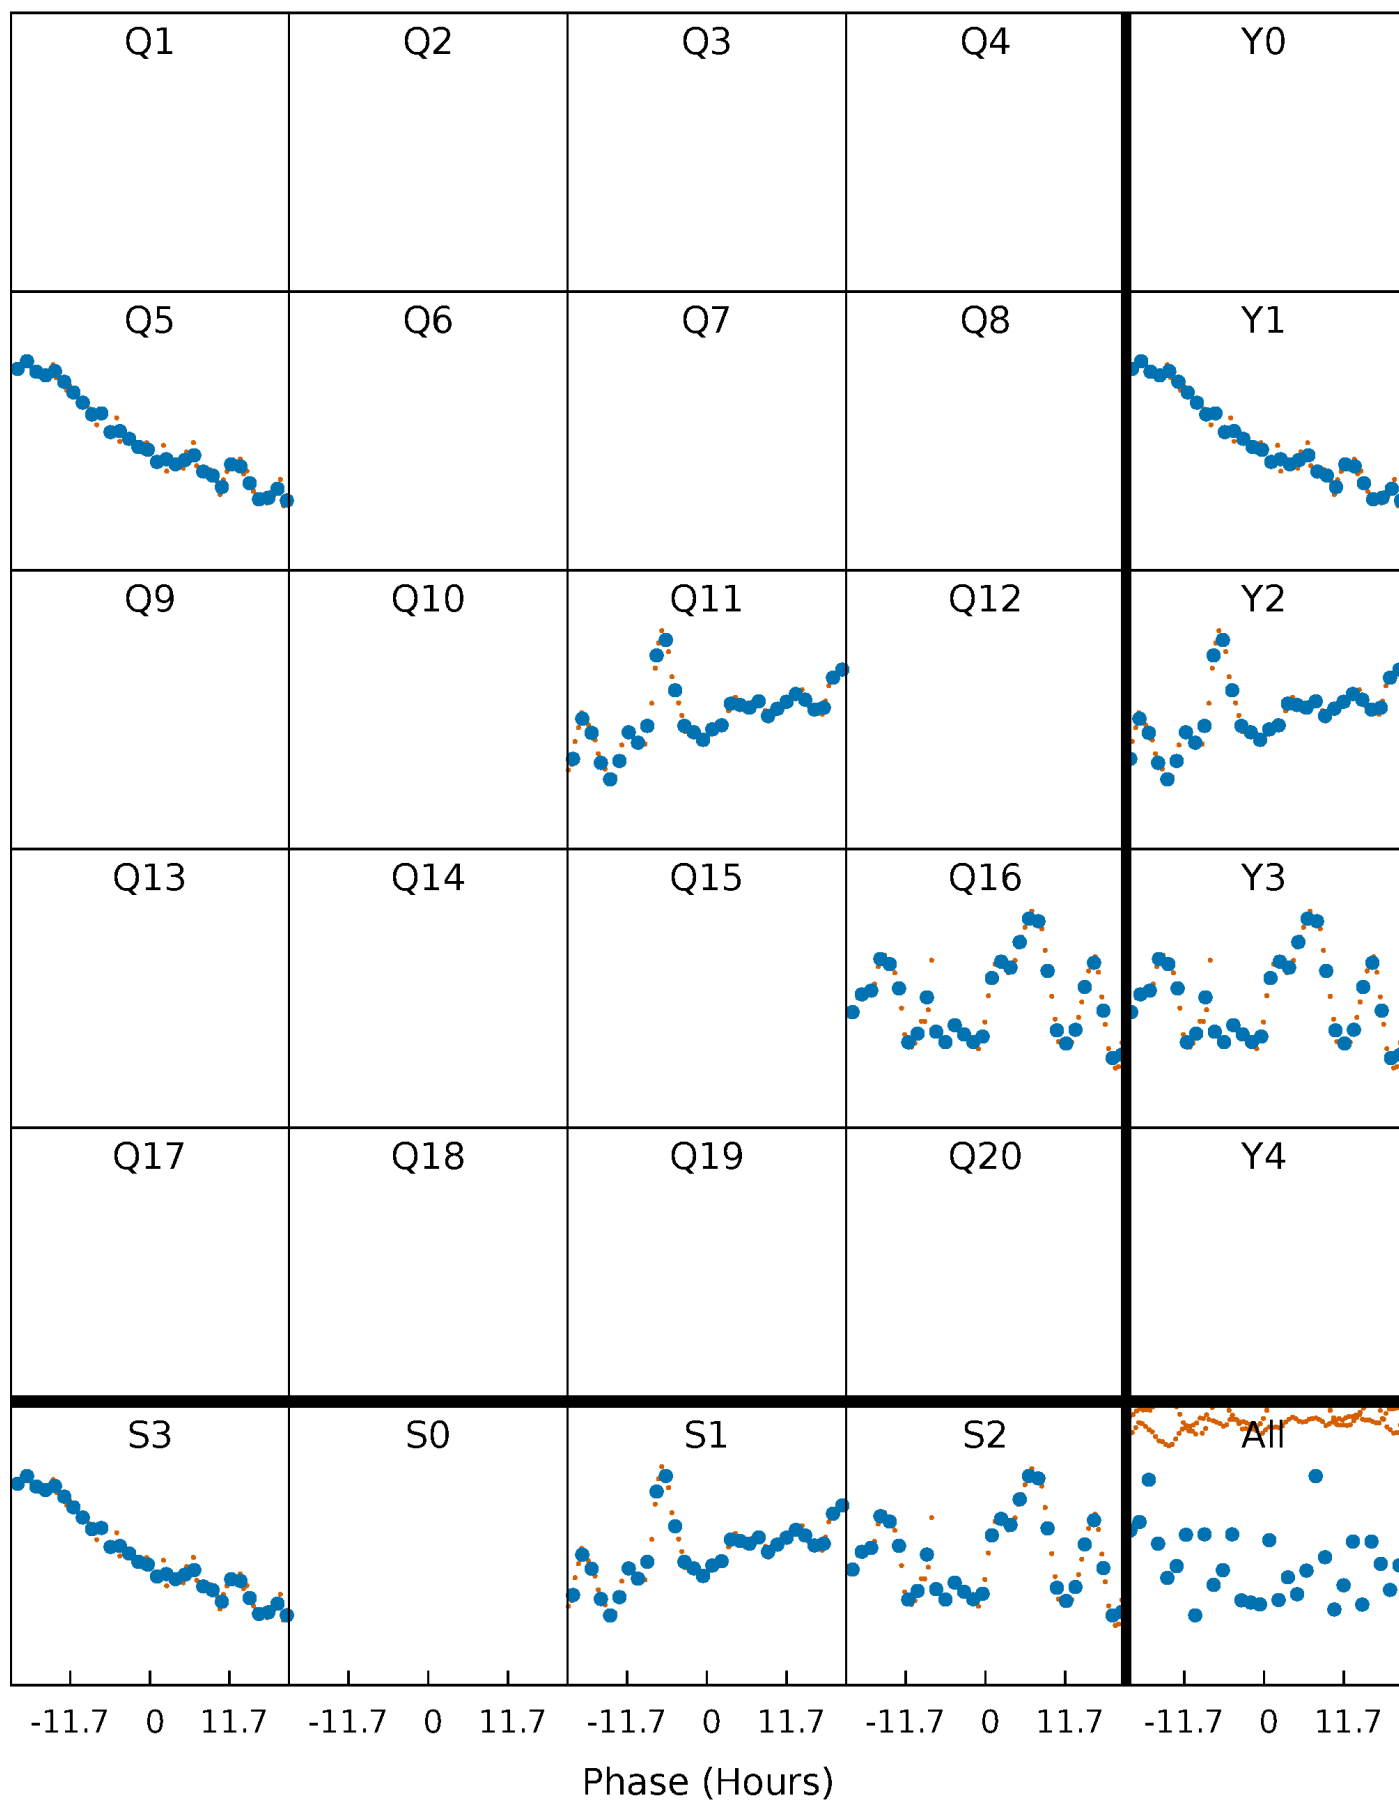 Q1 Q2 Q3 Q4 Y0
Q5 Q6 Q7 Q8 Y1
Q9 Q10 Q11 Q12 Y2
Q13 Q14 Q15 Q16 Y3
Q17 Q18 Q19 Q20 Y4
S3 S0 S1 S2 All
-11.7 0 11.7 -11.7 0 11.7 -11.7 0 11.7 -11.7 0 11.7 -11.7 0 11.7
Phase (Hours)